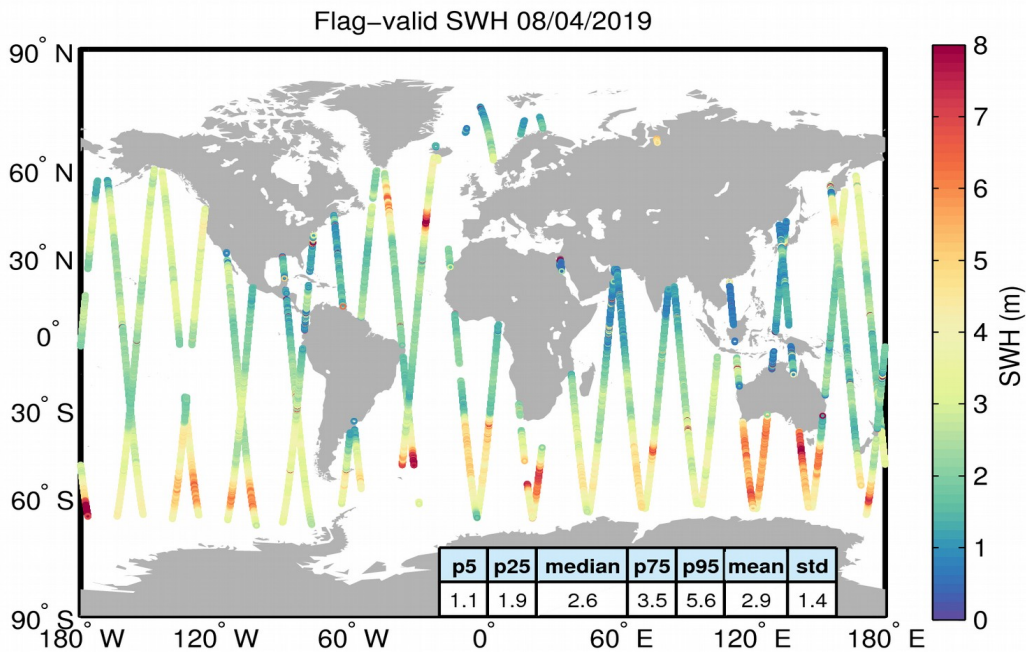 Flag−valid SWH 08/04/2019
90° N
60° N
30° N
0°
30° S
60° S
90° S
180° W
120° W
60° W
0°
60° E
120° E
180° E
p5 p25 median p75 p95 mean std
1.1 1.9 2.6 3.5 5.6 2.9 1.4
8
7
6
5
4
3
2
1
0
SWH (m)